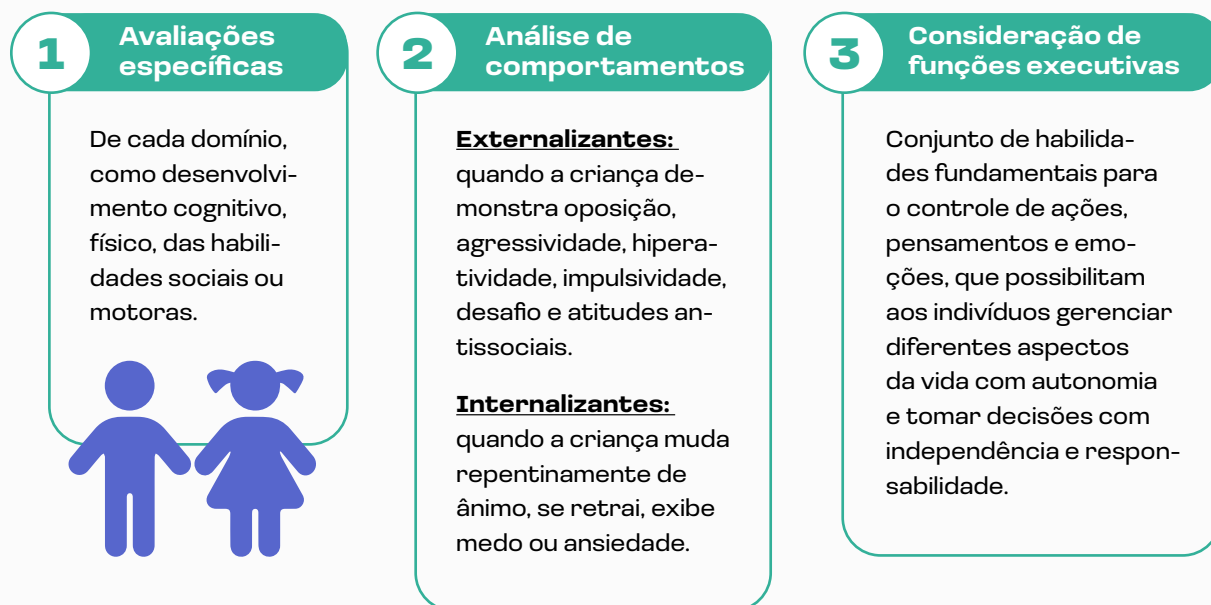 1
Avaliações
específicas
De cada domínio,
como desenvolvi-
mento cognitivo,
físico, das habili-
dades sociais ou
motoras.
2
Análise de
comportamentos
Externalizantes:
quando a criança de-
monstra oposição,
agressividade, hipera-
tividade, impulsividade,
desafio e atitudes an-
tissociais.
Internalizantes:
quando a criança muda
repentinamente de
ânimo, se retrai, exibe
medo ou ansiedade.
3
Consideração de
funções executivas
Conjunto de habilida-
des fundamentais para
o controle de ações,
pensamentos e emo-
ções, que possibilitam
aos indivíduos gerenciar
diferentes aspectos
da vida com autonomia
e tomar decisões com
independência e respon-
sabilidade.